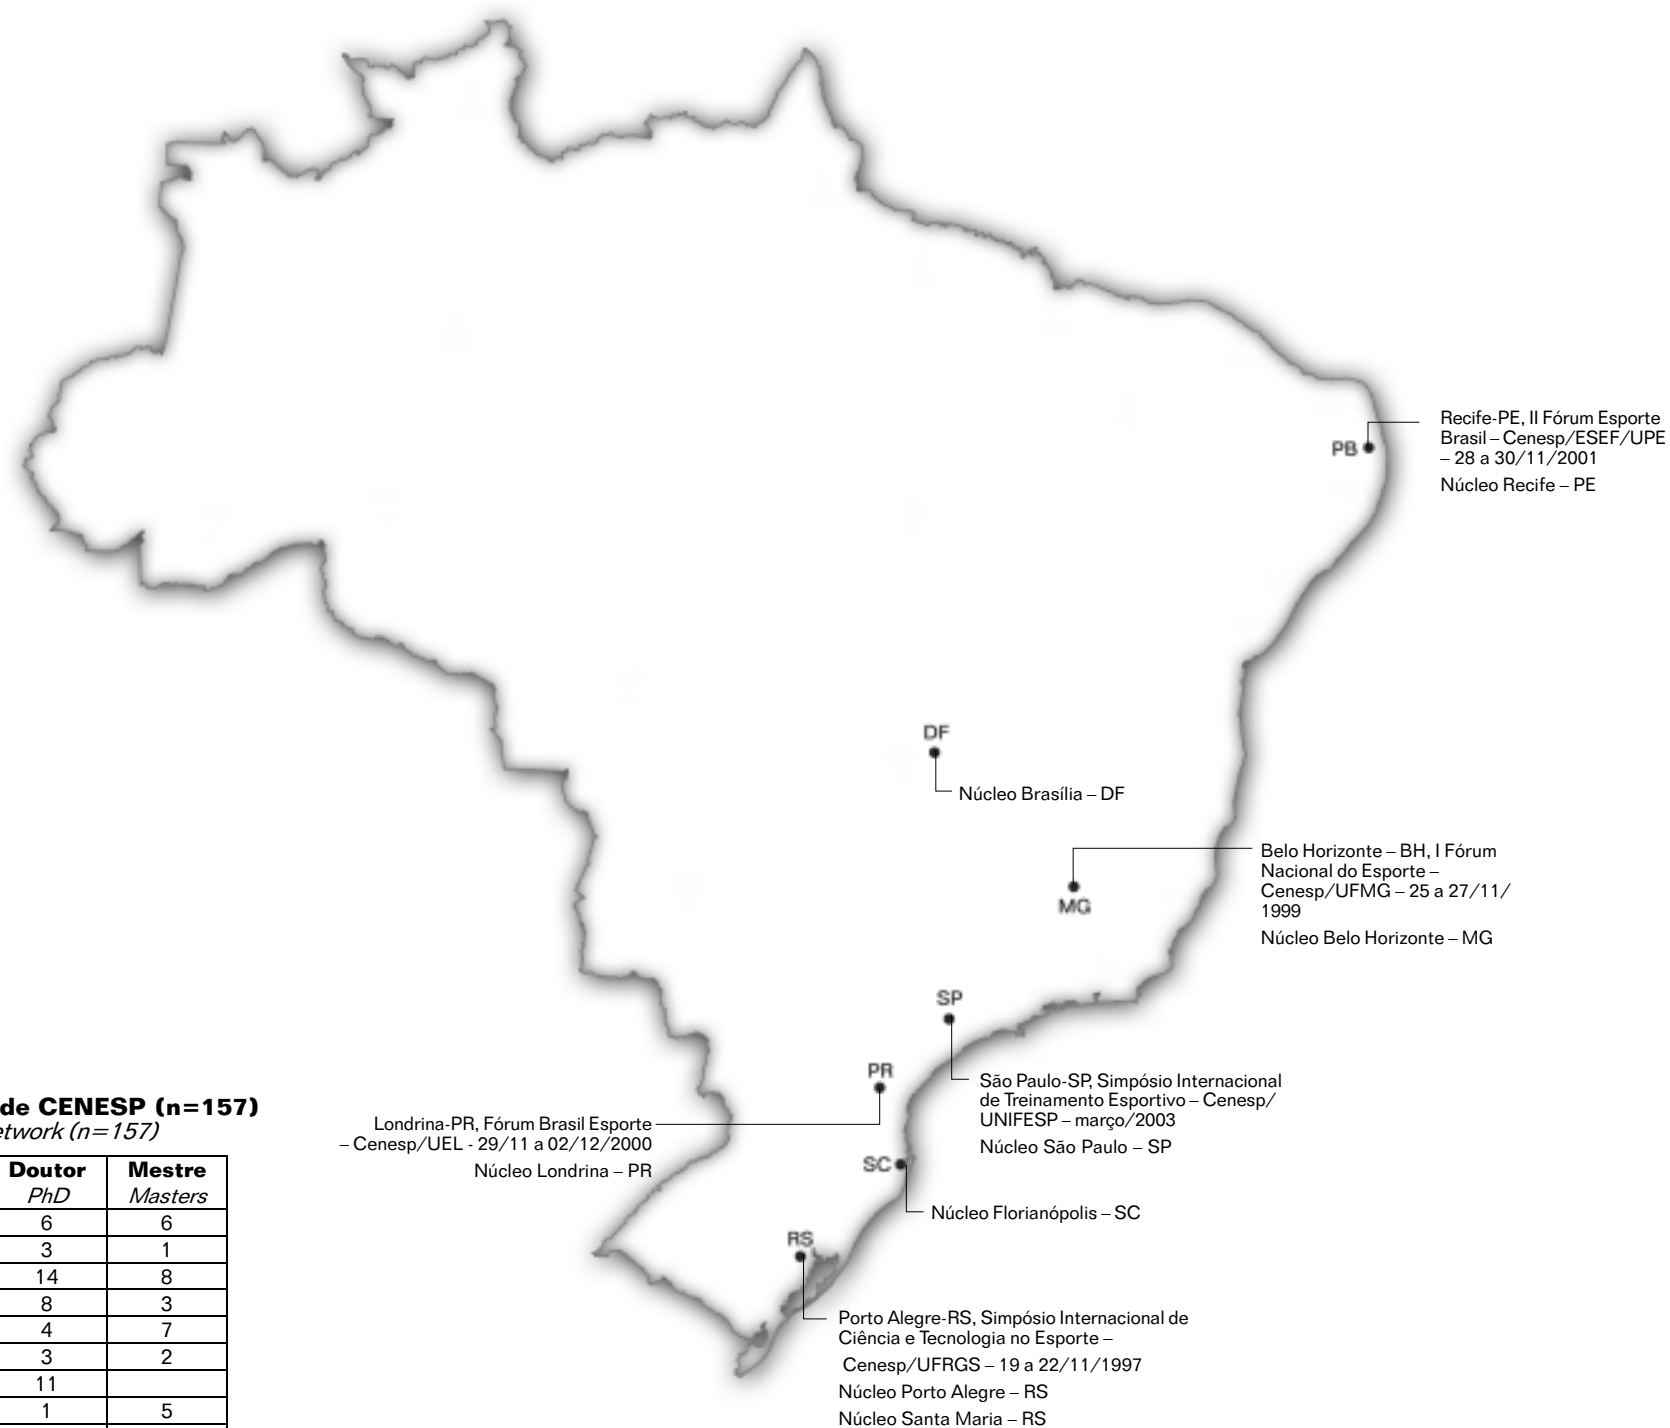 Recife-PE, II Fórum Esporte
Brasil – Cenesp/ESEF/UPE
– 28 a 30/11/2001
Núcleo Recife – PE
PB
DF
Núcleo Brasília – DF
Belo Horizonte – BH, I Fórum
Nacional do Esporte –
Cenesp/UFMG – 25 a 27/11/
1999
Núcleo Belo Horizonte – MG
MG
SP
São Paulo-SP, Simpósio Internacional
de Treinamento Esportivo – Cenesp/
UNIFESP – março/2003
Núcleo São Paulo – SP
PR
Londrina-PR, Fórum Brasil Esporte
– Cenesp/UEL - 29/11 a 02/12/2000
Núcleo Londrina – PR
SC
Núcleo Florianópolis – SC
RS
Porto Alegre-RS, Simpósio Internacional de
Ciência e Tecnologia no Esporte –
Cenesp/UFRGS – 19 a 22/11/1997
Núcleo Porto Alegre – RS
Núcleo Santa Maria – RS
de CENESP (n=157)
etwork (n=157)
Doutor Mestre
PhD Masters
6 6
3 1
14 8
8 3
4 7
3 2
11
1 5